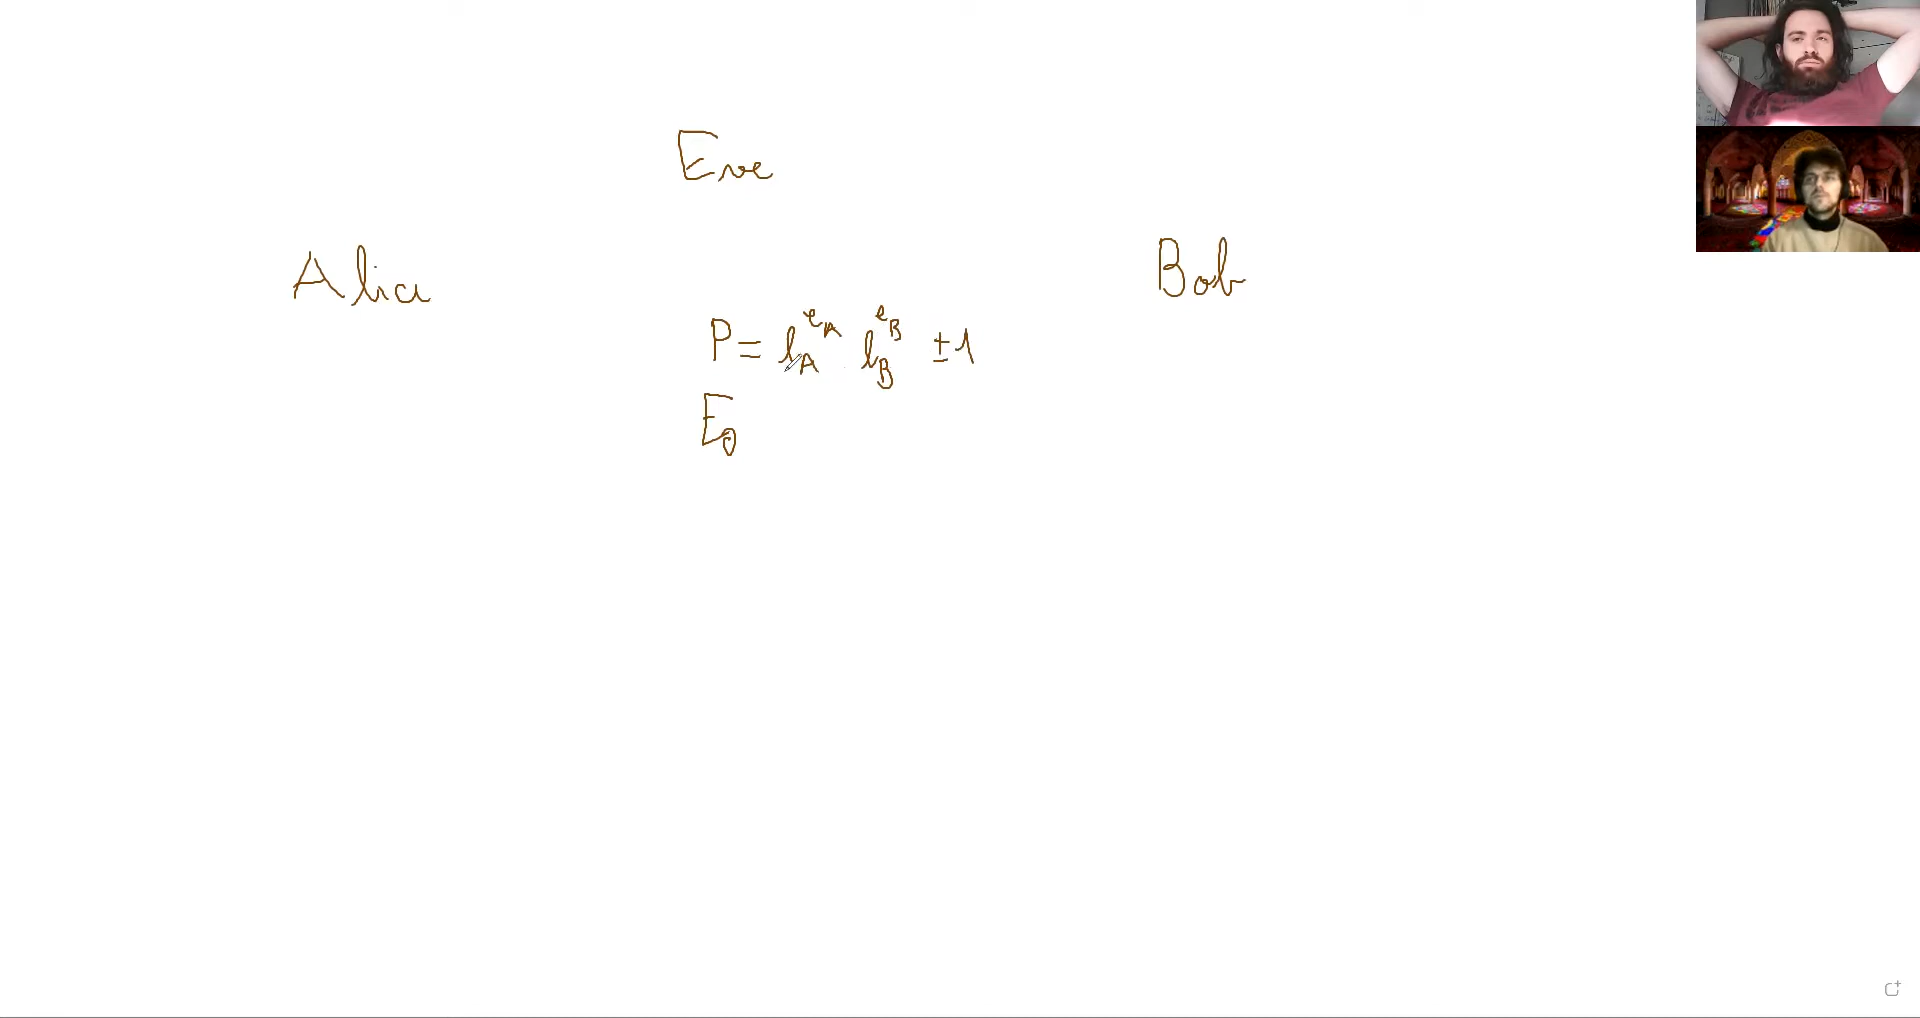 Eve
Alice
Bob
P = l_A^{e_A} l_B^{e_B} ±1
E_0